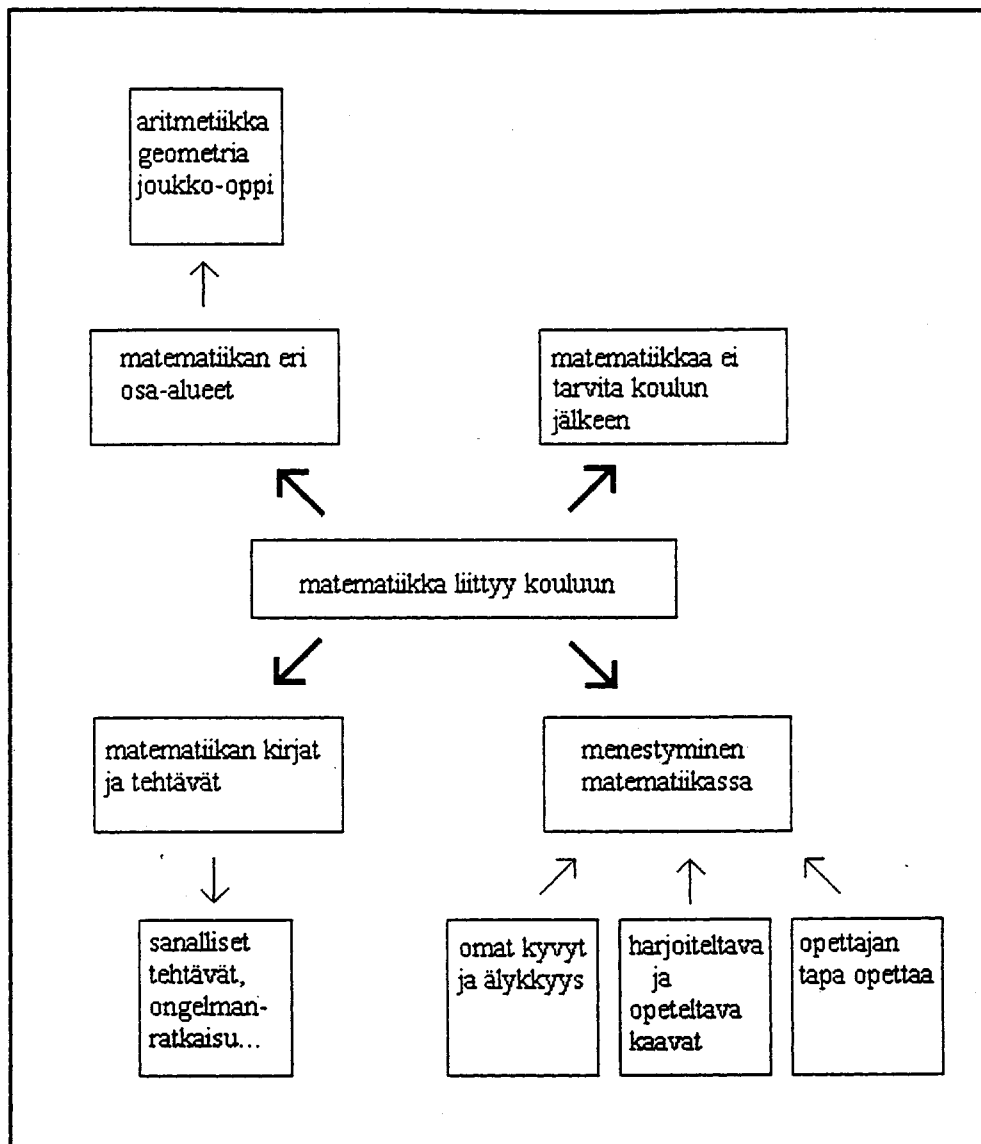 aritmetiikka
geometria
joukko-oppi
matematiikan eri
osa-alueet
matematiikkaa ei
tarvita koulun
jälkeen
matematiikka liittyy kouluun
matematiikan kirjat
ja tehtävät
menestyminen
matematiikassa
sanalliset
tehtävät,
ongelman-
ratkaisu...
omat kyvyt
ja älykkyys
harjoiteltava
ja
opeteltava
kaavat
opettajan
tapa opettaa